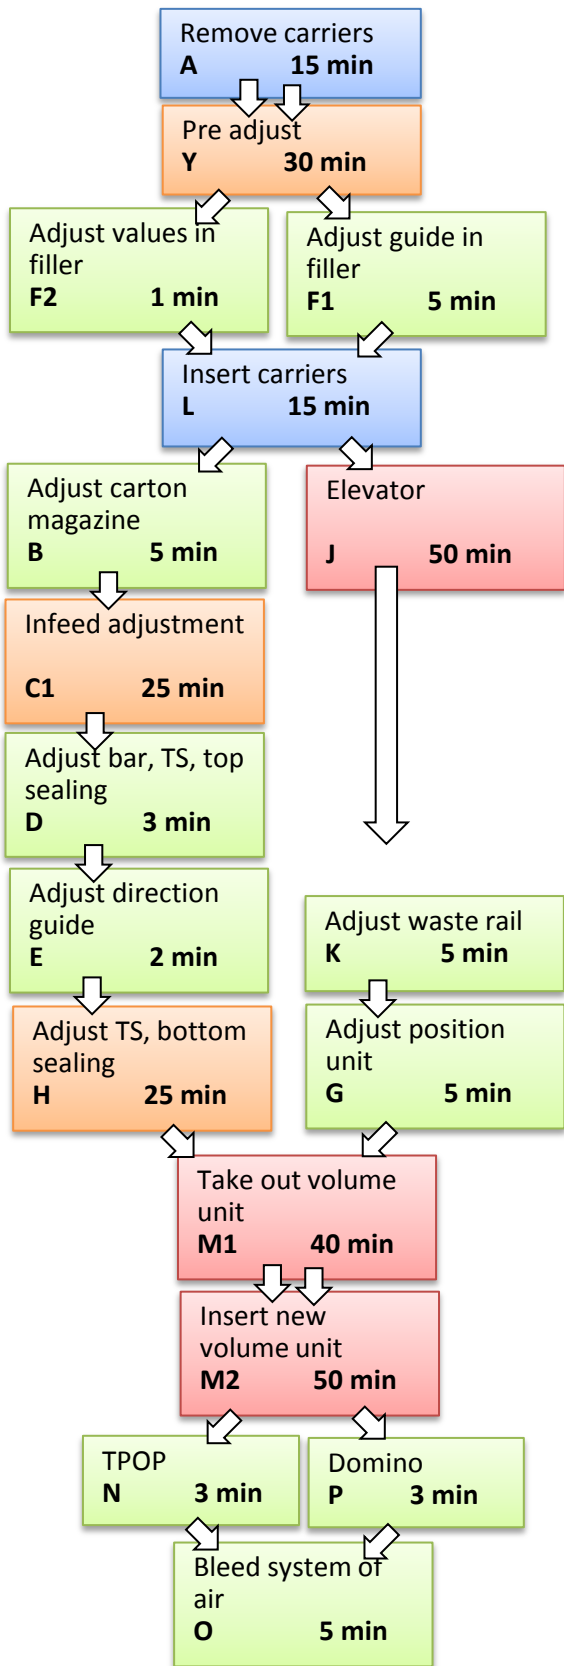 Remove carriers
A 15 min
Pre adjust
Y 30 min
Adjust values in
filler
F2 1 min
Adjust guide in
filler
F1 5 min
Insert carriers
L 15 min
Adjust carton
magazine
B 5 min
Elevator
J 50 min
Infeed adjustment
C1 25 min
Adjust bar, TS, top
sealing
D 3 min
Adjust direction
guide
E 2 min
Adjust waste rail
K 5 min
Adjust TS, bottom
sealing
H 25 min
Adjust position
unit
G 5 min
Take out volume
unit
M1 40 min
Insert new
volume unit
M2 50 min
TPOP
N 3 min
Domino
P 3 min
Bleed system of
air
O 5 min